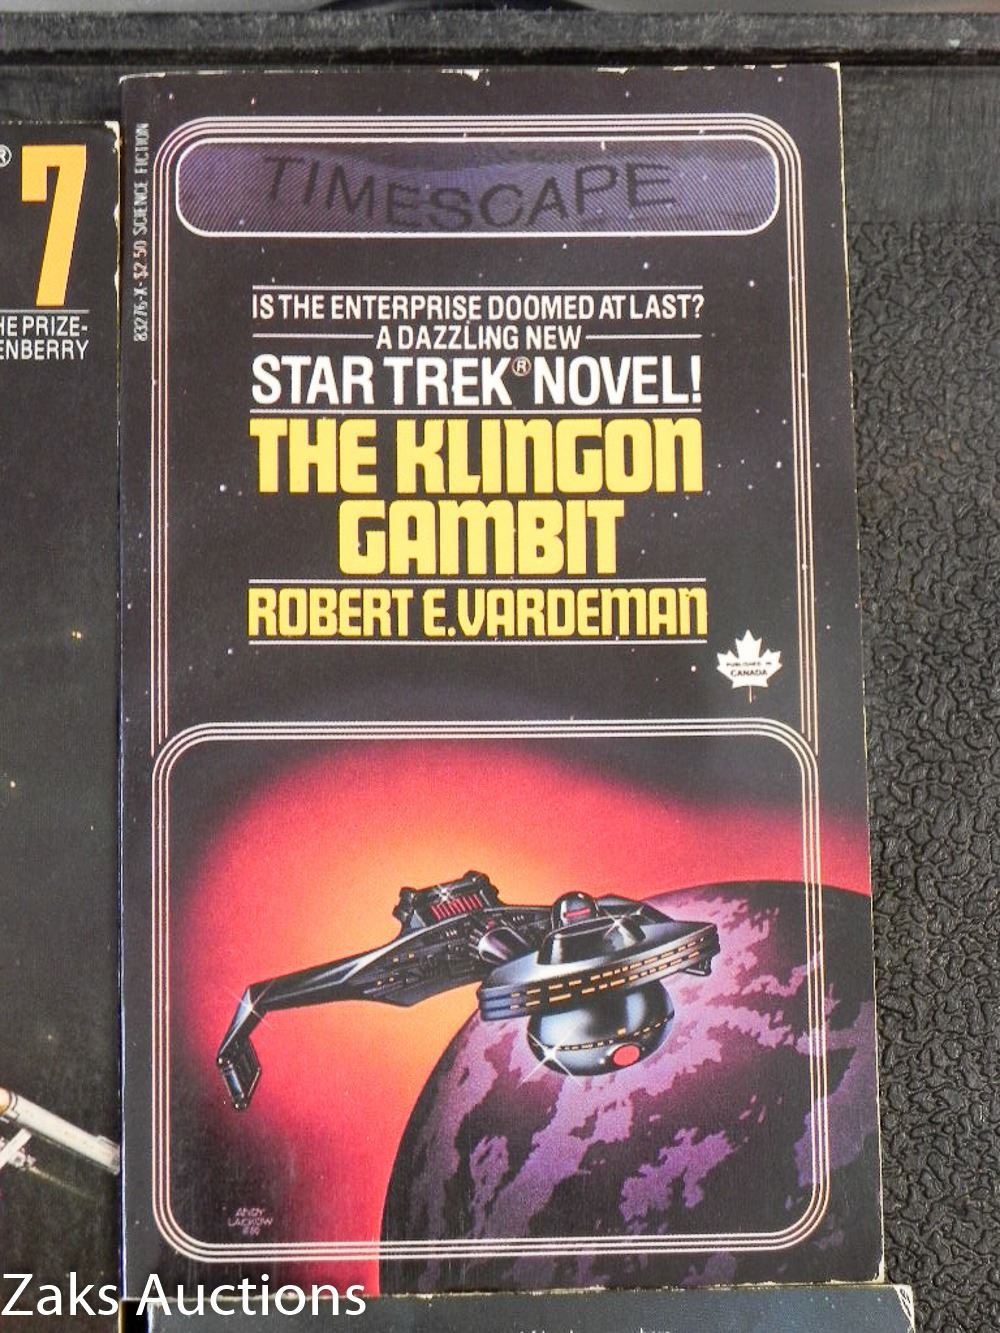 ®
7
HE PRIZE-
ENBERRY
83276-X·$2.50 SCIENCE FICTION
TIMESCAPE
IS THE ENTERPRISE DOOMED AT LAST?
A DAZZLING NEW
STAR TREK® NOVEL!
THE KLINGON
GAMBIT
ROBERT E. VARDEMAN
PUBLISHED IN
CANADA
ANDY
LACKOW
Zaks Auctions